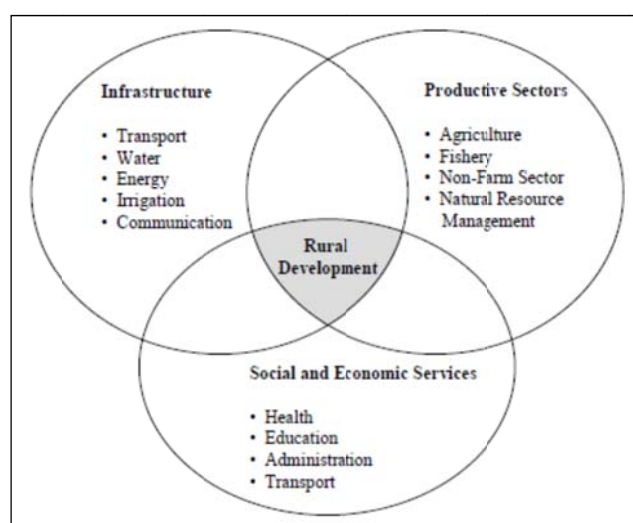 Infrastructure
• Transport
• Water
• Energy
• Irrigation
• Communication
Productive Sectors
• Agriculture
• Fishery
• Non-Farm Sector
• Natural Resource
Management
Rural
Development
Social and Economic Services
• Health
• Education
• Administration
• Transport